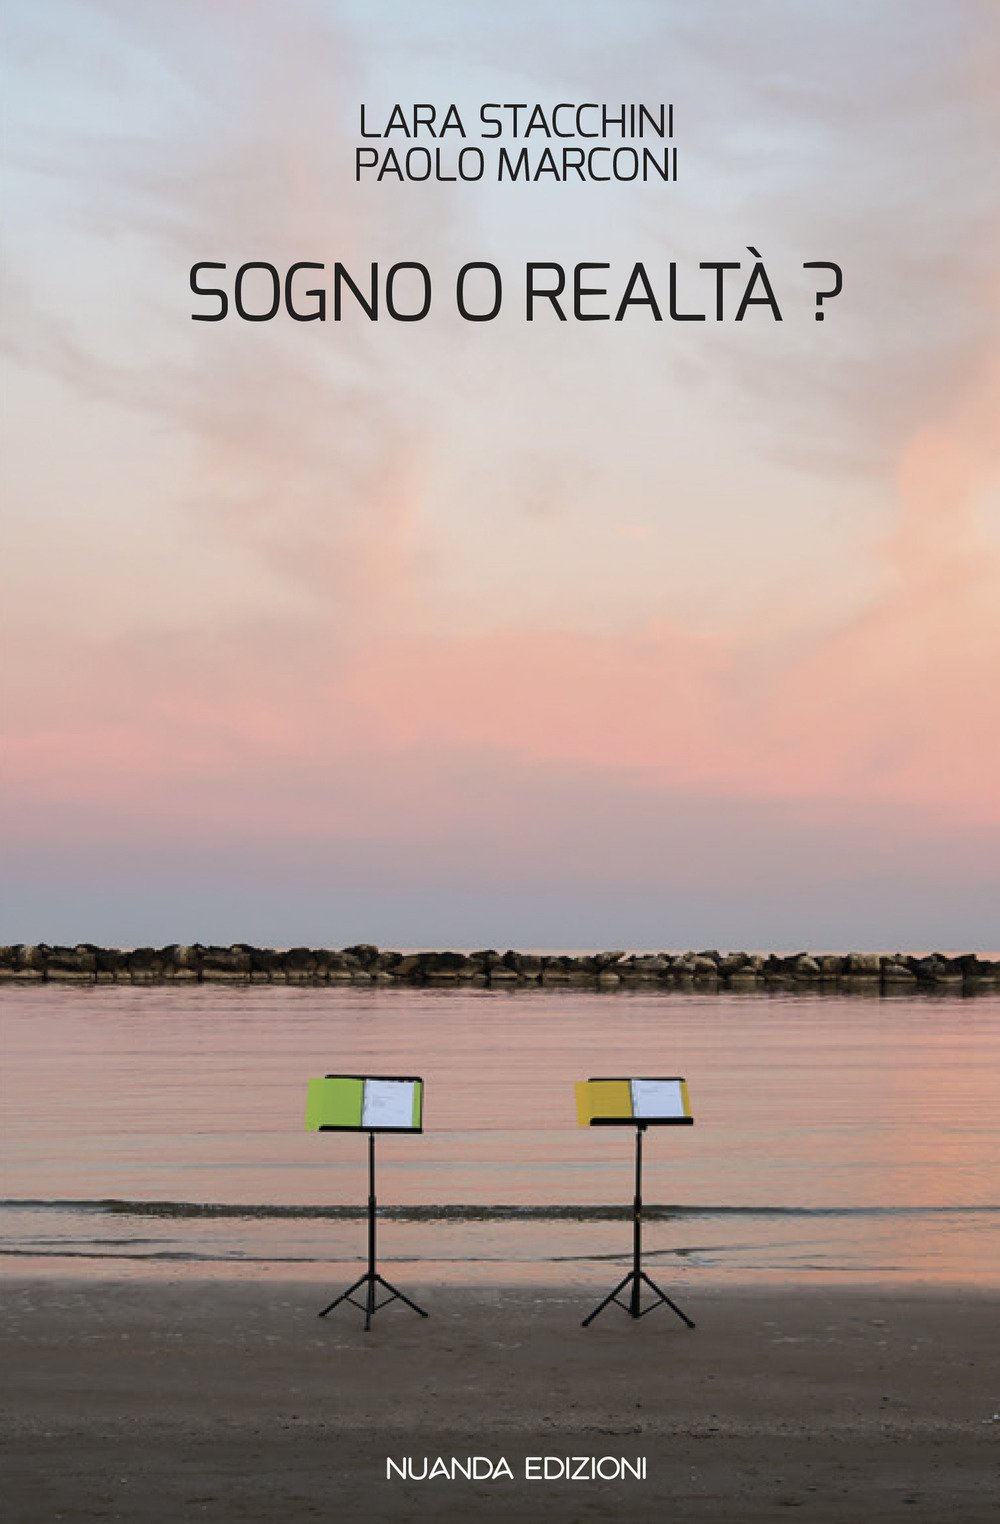 LARA STACCHINI
PAOLO MARCONI
SOGNO O REALTÀ ?
NUANDA EDIZIONI